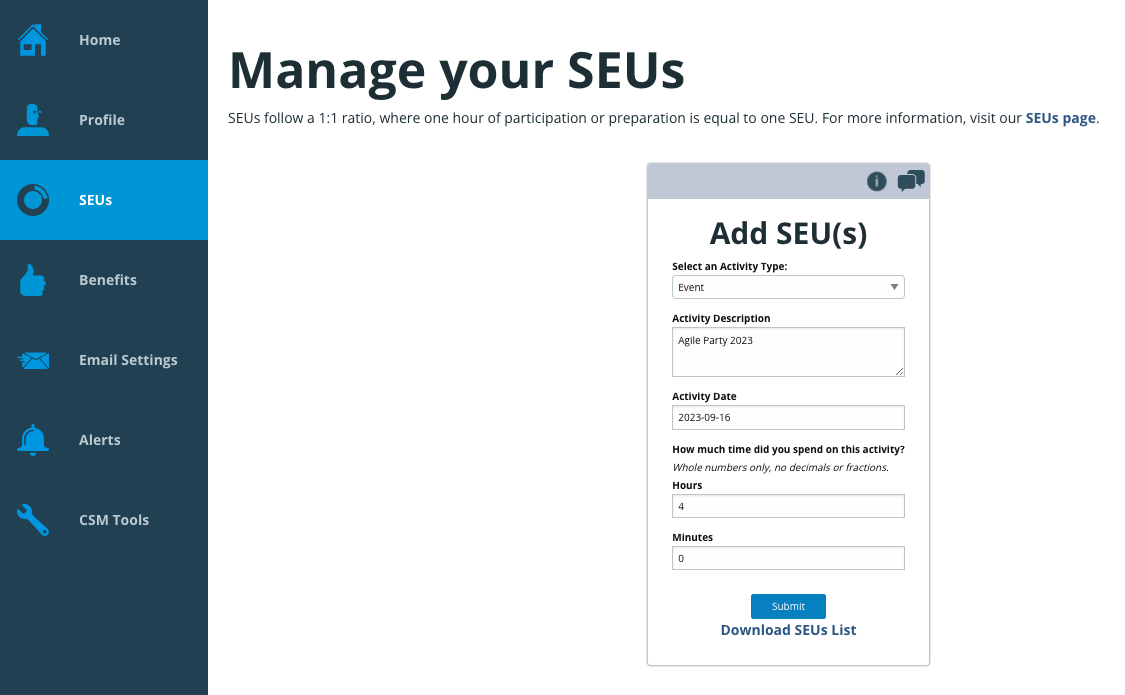 Home
Profile
SEUs
Benefits
Email Settings
Alerts
CSM Tools
Manage your SEUs
SEUs follow a 1:1 ratio, where one hour of participation or preparation is equal to one SEU. For more information, visit our SEUs page.
Add SEU(s)
Select an Activity Type:
Event
Activity Description
Agile Party 2023
Activity Date
2023-09-16
How much time did you spend on this activity?
Whole numbers only, no decimals or fractions.
Hours
4
Minutes
0
Submit
Download SEUs List